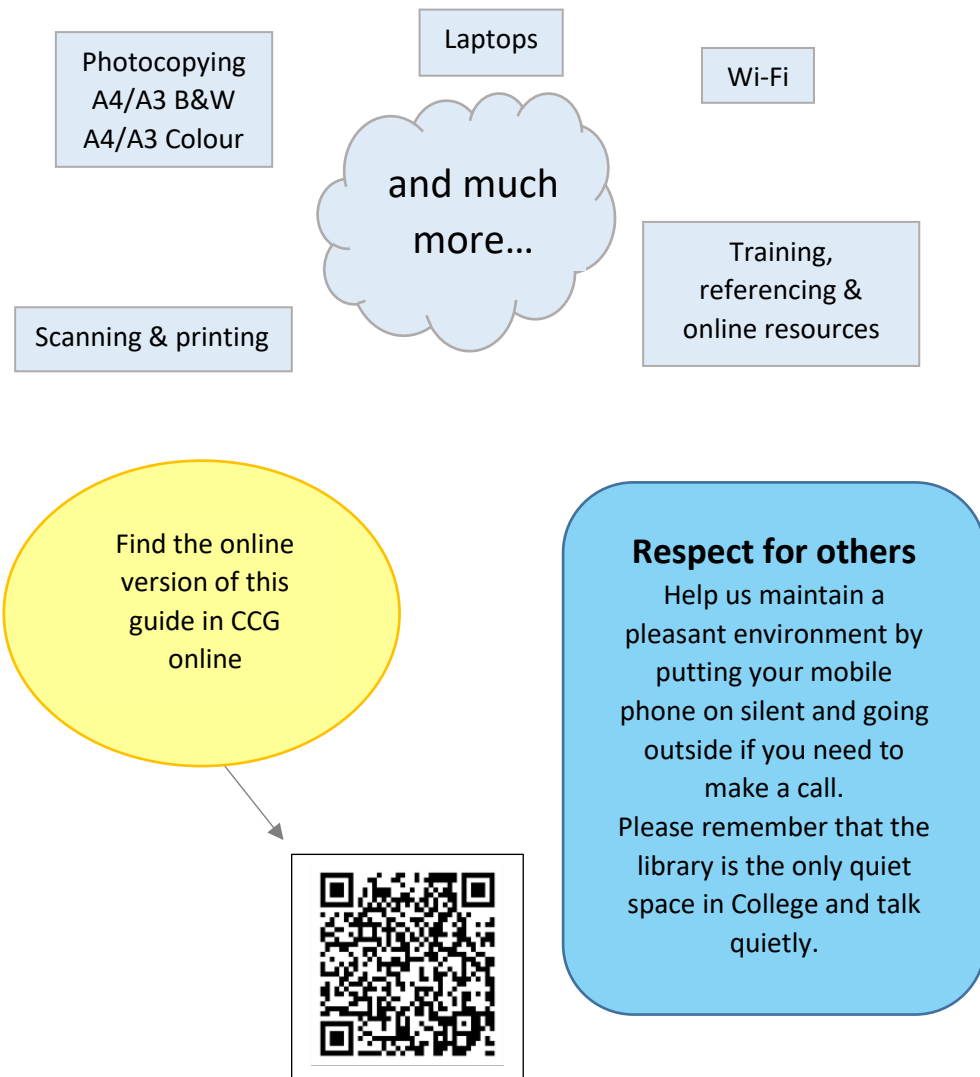 Laptops
Photocopying
A4/A3 B&W
A4/A3 Colour
Wi-Fi
and much
more…
Training,
referencing &
online resources
Scanning & printing
Find the online
version of this
guide in CCG
online
Respect for others
Help us maintain a
pleasant environment by
putting your mobile
phone on silent and going
outside if you need to
make a call.
Please remember that the
library is the only quiet
space in College and talk
quietly.